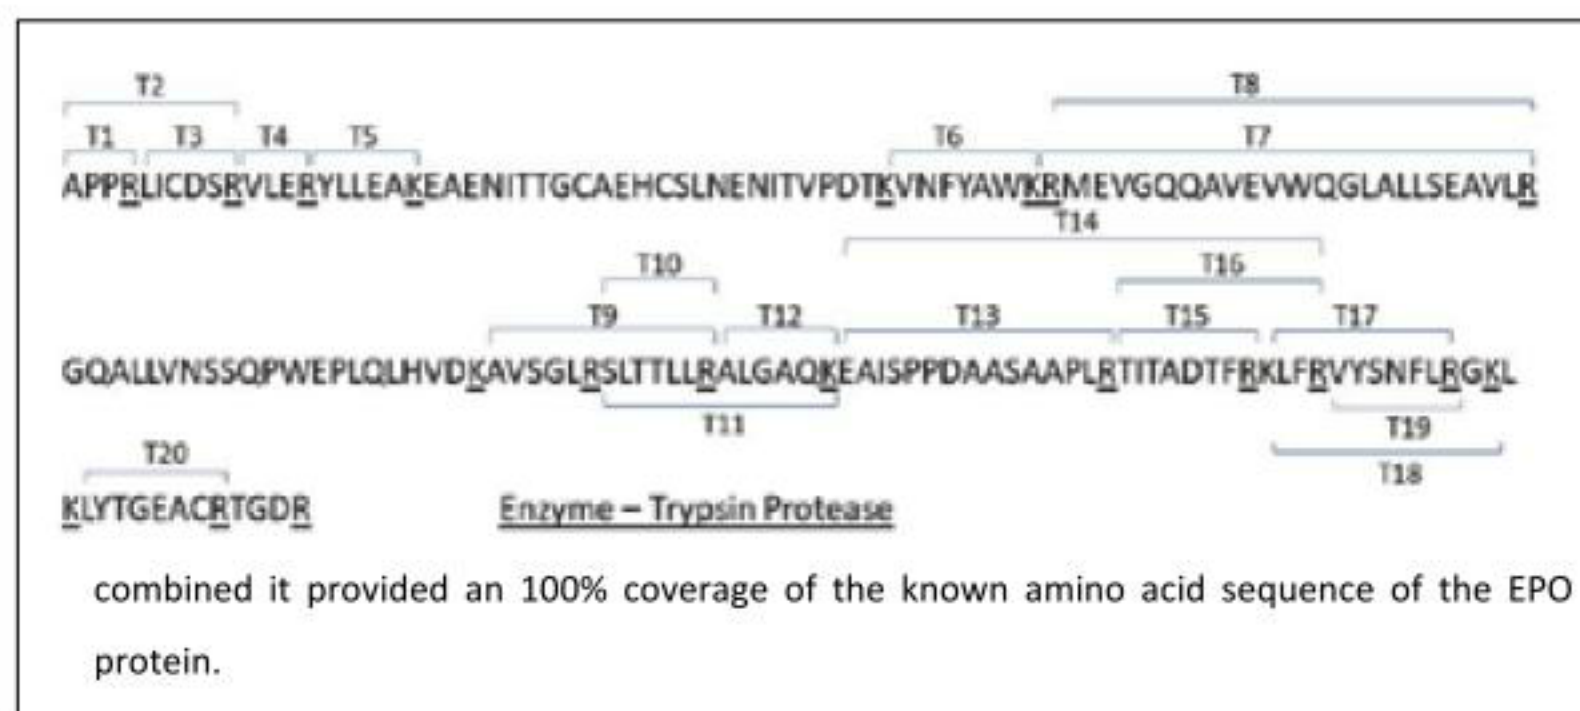 T2 T8
T1 T3 T4 T5 T6 T7
APPRLICDSRVLERYLLEAKEAENITTGCAEHCSLNENITVPDTKVNFYAWKRMEVGQQAVEVWQGLALLSEAVLR
T14
T10 T16
T9 T12 T13 T15 T17
GQALLVNSSQPWEPLQLHVDKAVSGLRSLTTLLRALGAQKEAISPPDAASAAPLRTITADTFRKLFRVYSNFLRGKL
T11 T19
T20 T18
KLYTGEACRTGDR Enzyme – Trypsin Protease
combined it provided an 100% coverage of the known amino acid sequence of the EPO
protein.